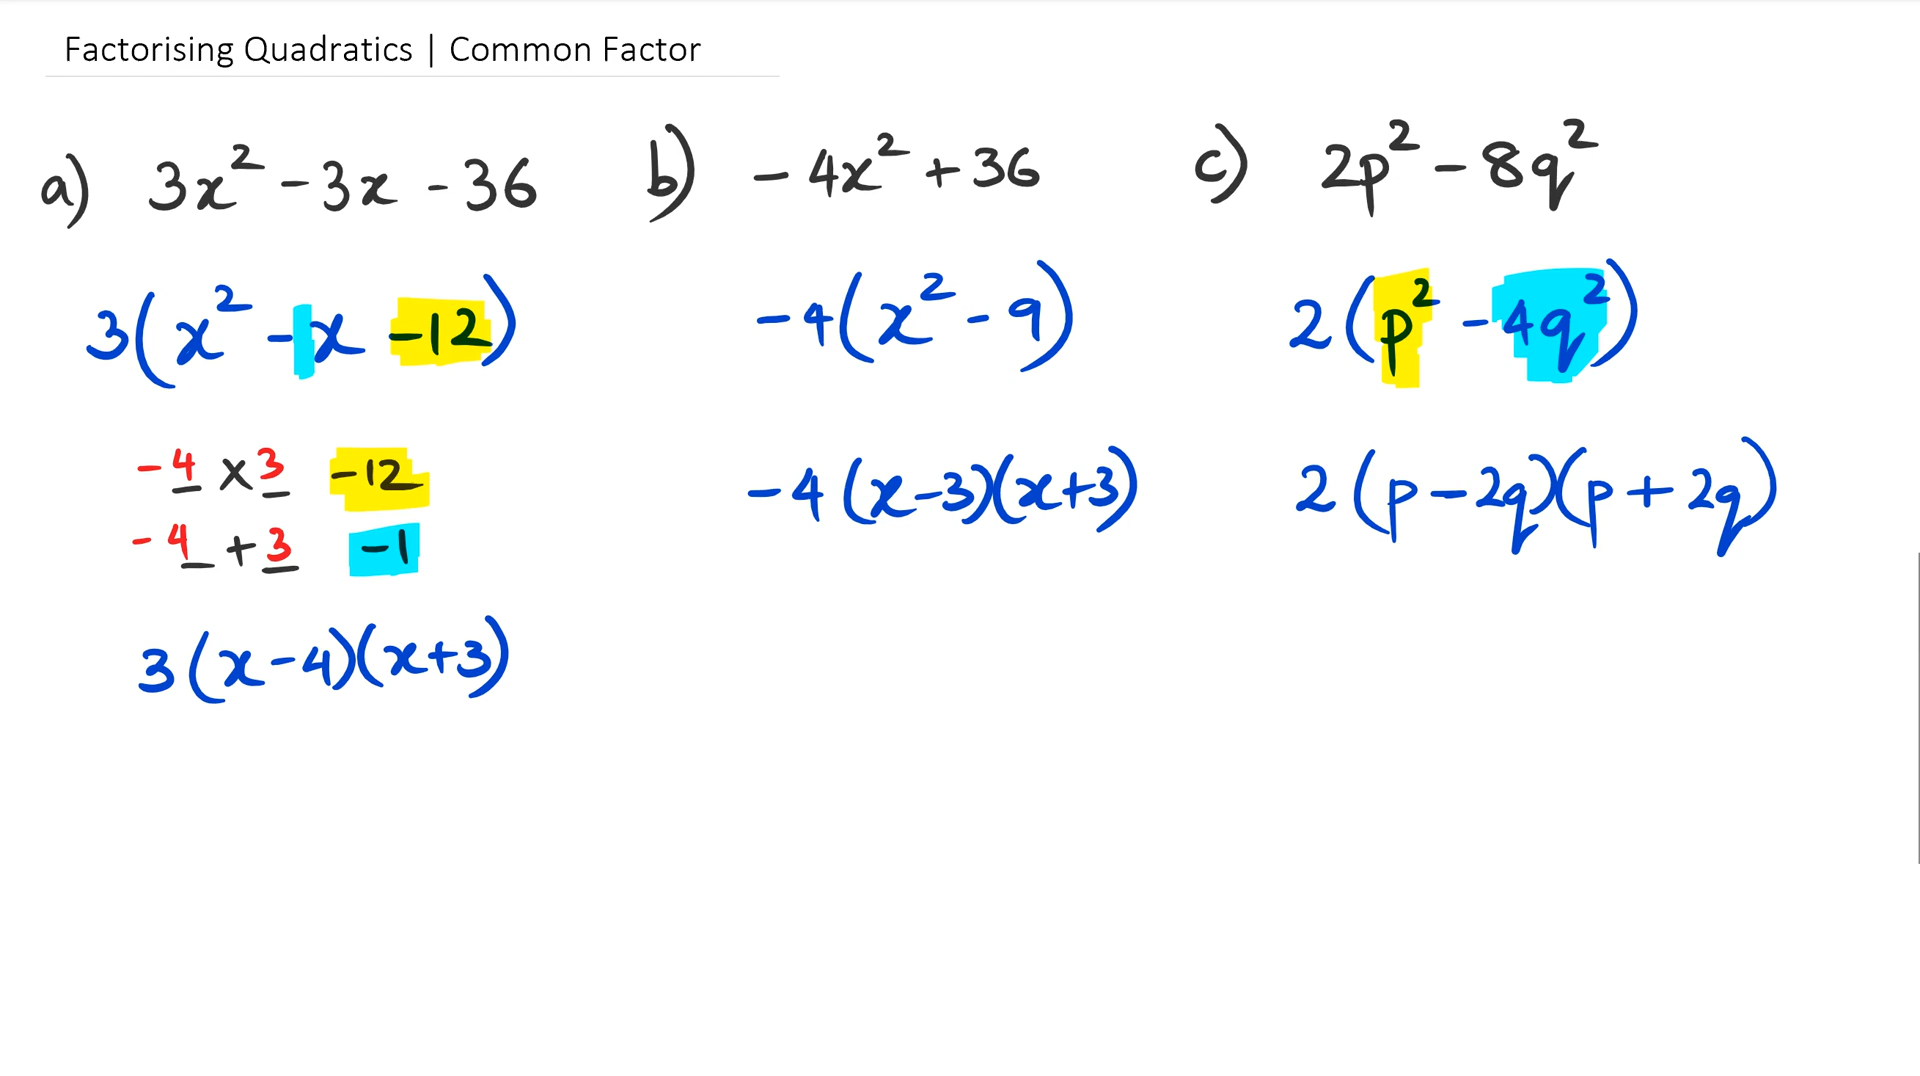 Factorising Quadratics | Common Factor
a) 3x² - 3x - 36
3(x² - x - 12)
-4 × 3 -12
-4 + 3 -1
3(x-4)(x+3)
b) -4x² + 36
-4(x² - 9)
-4(x-3)(x+3)
c) 2p² - 8q²
2(p² - 4q²)
2(p-2q)(p+2q)